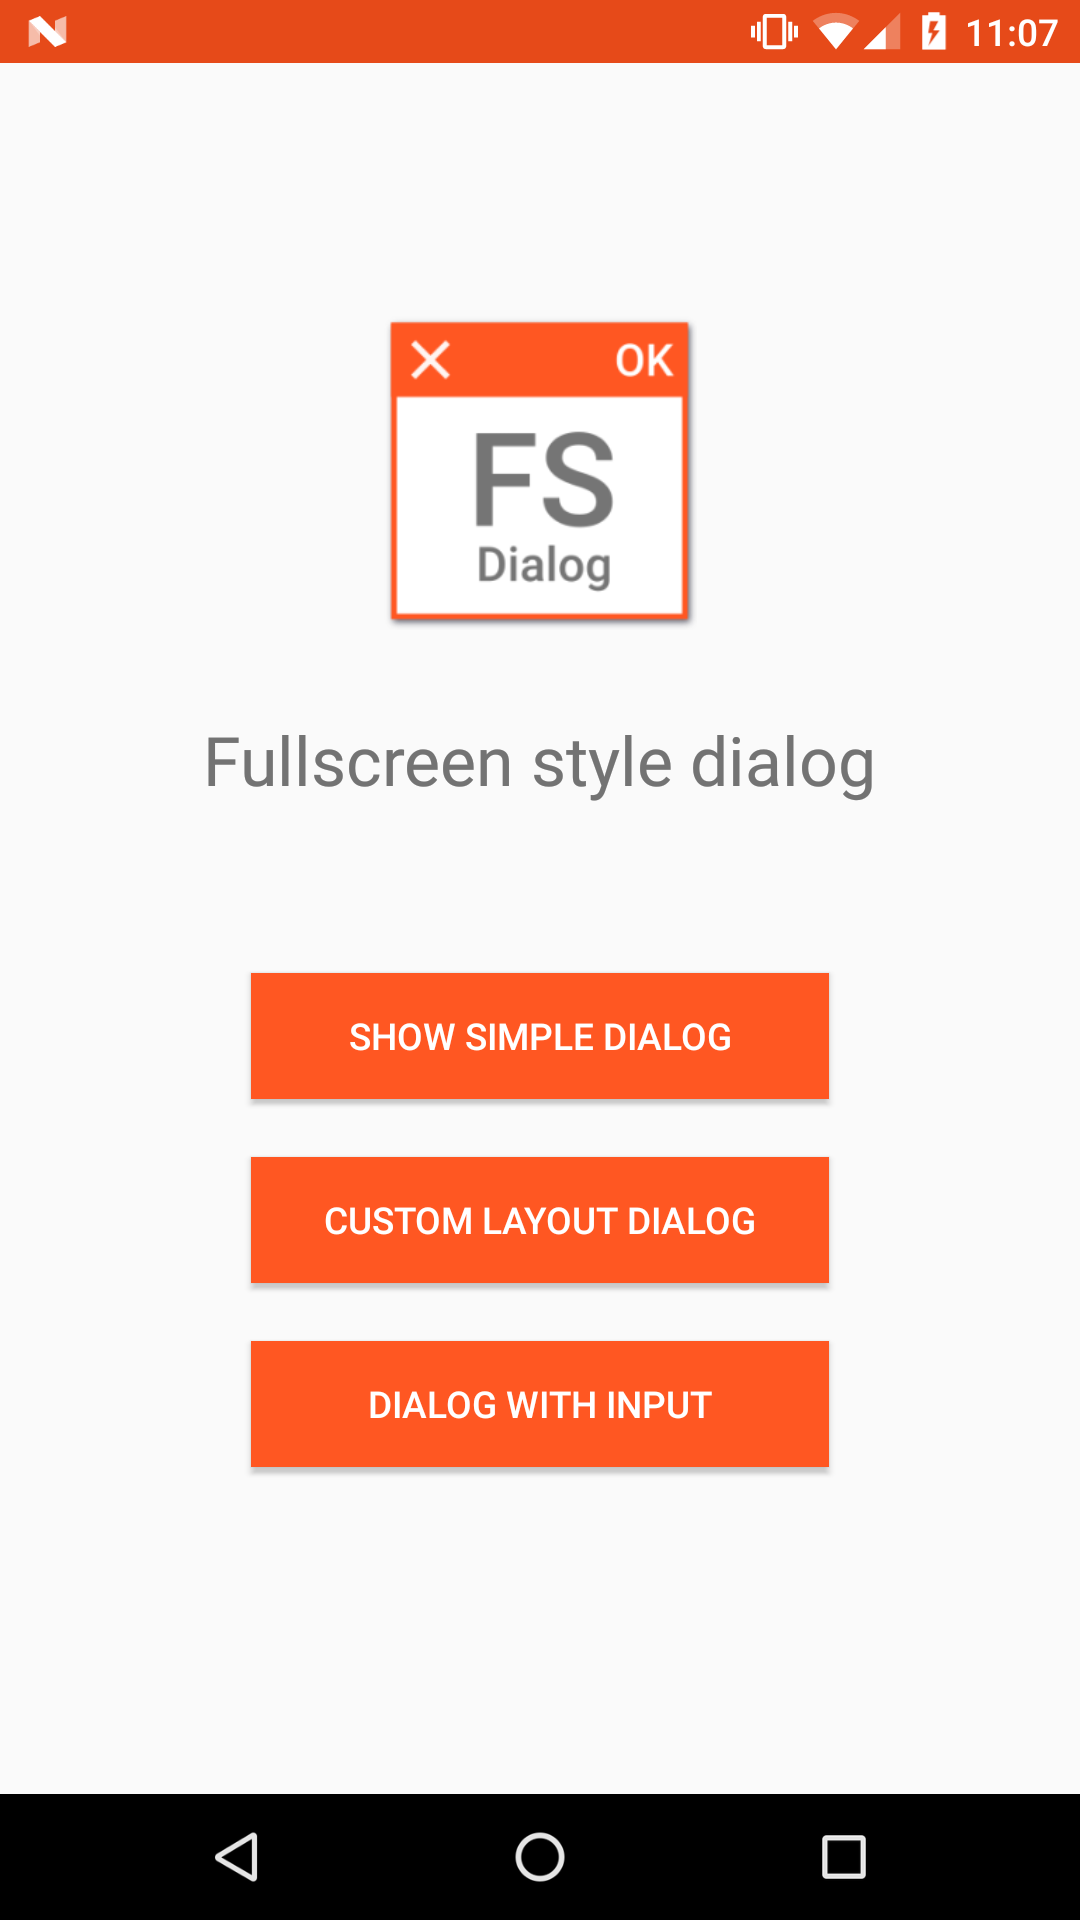 11:07
OK
FS
Dialog
Fullscreen style dialog
SHOW SIMPLE DIALOG
CUSTOM LAYOUT DIALOG
DIALOG WITH INPUT